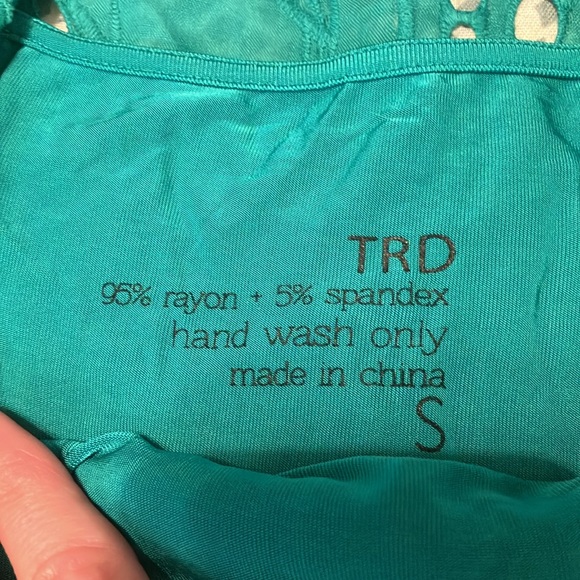 TRD
95% rayon + 5% spandex
hand wash only
made in china
S